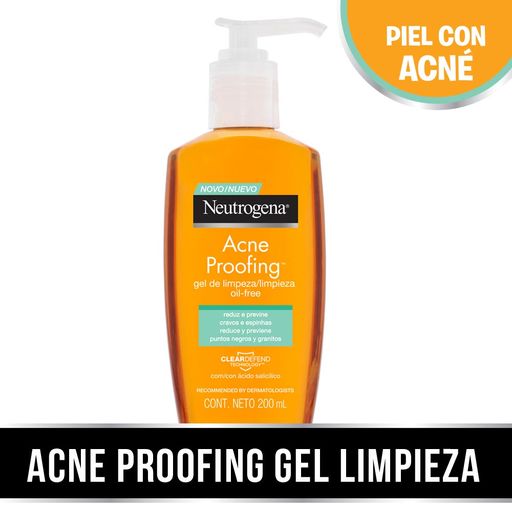 PIEL CON
ACNÉ
NOVO/NUEVO
Neutrogena®
Acne
Proofing™
gel de limpeza/limpieza
oil-free
reduz e previne
cravos e espinhas
reduce y previene
puntos negros y granitos
CLEARDEFEND
TECHNOLOGY™
com/con ácido salicílico
RECOMMENDED BY DERMATOLOGISTS
CONT. NETO 200 mL
ACNE PROOFING GEL LIMPIEZA